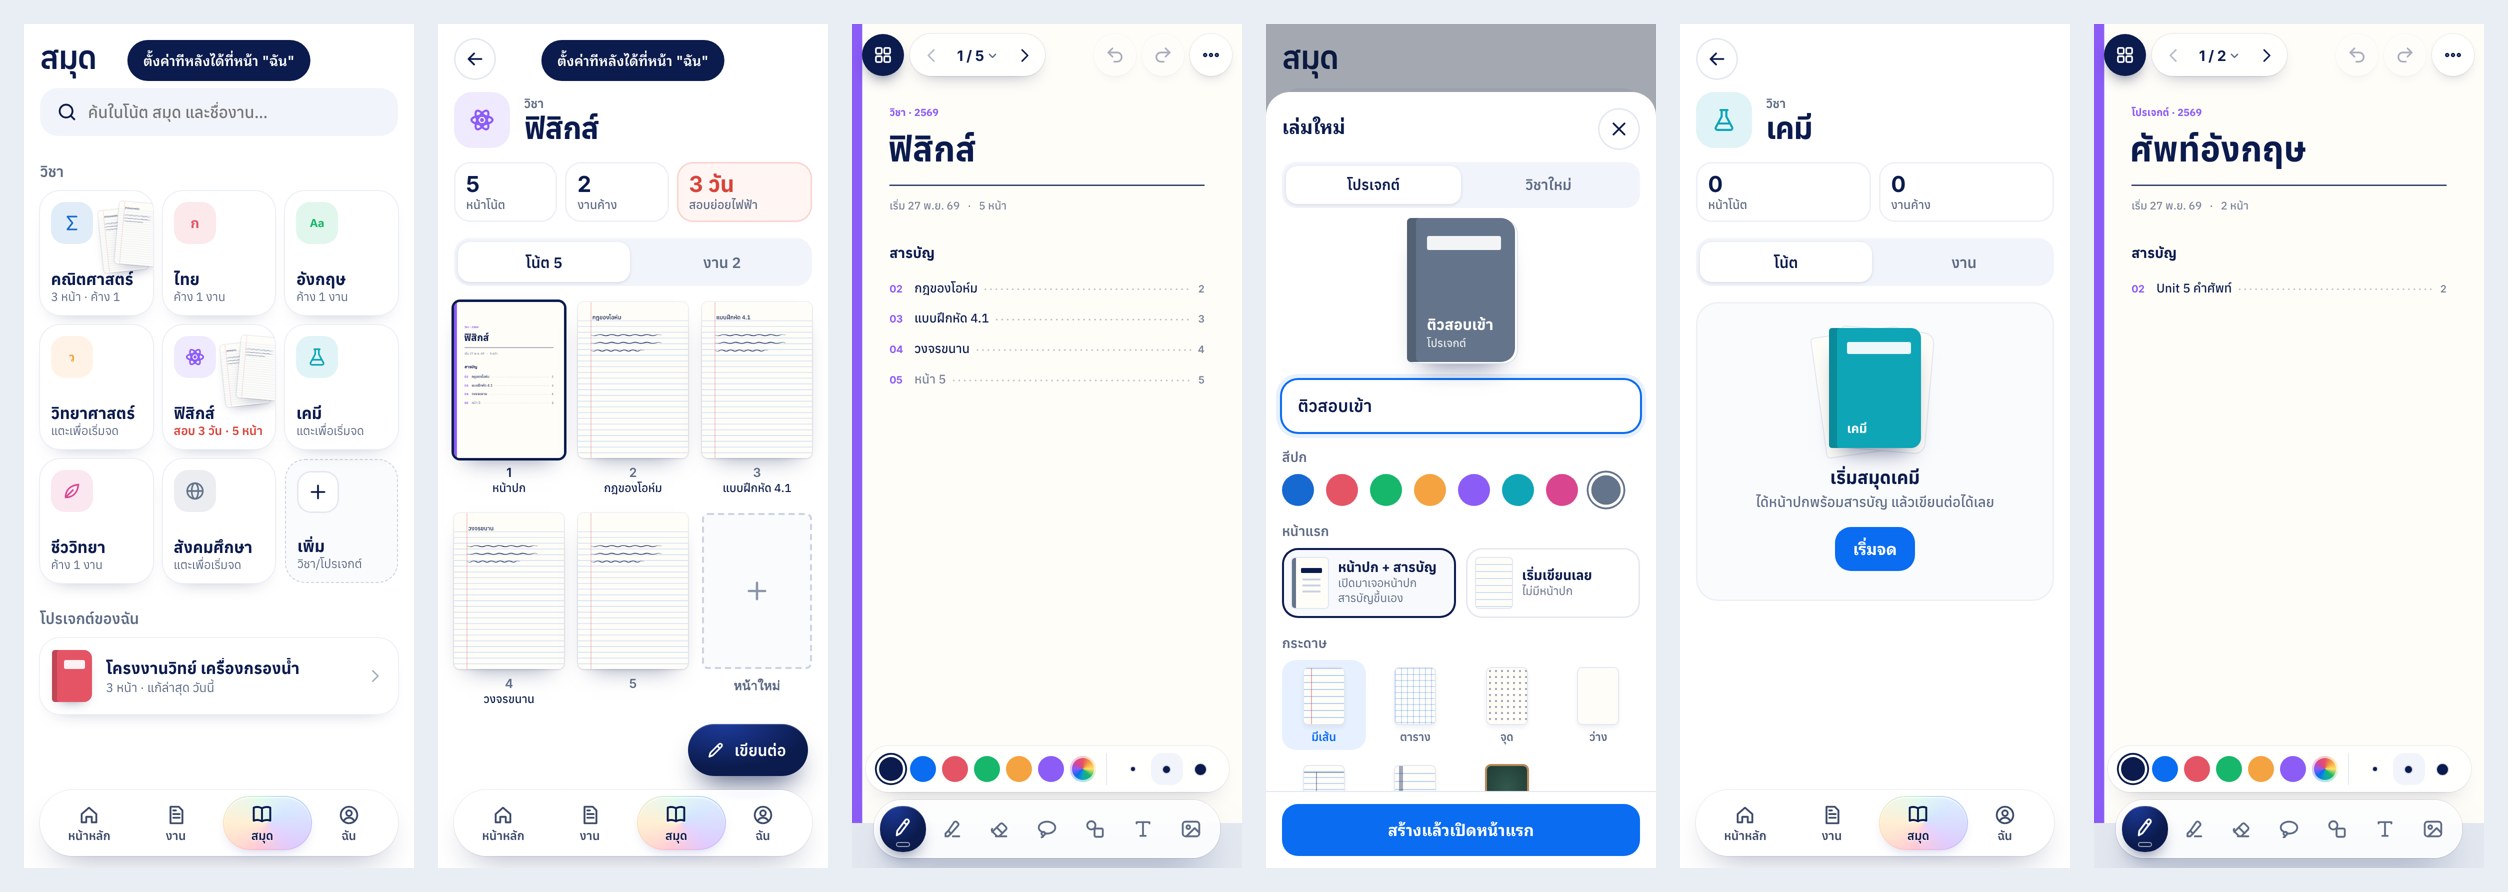 สมุด
ตั้งค่าทีหลังได้ที่หน้า "ฉัน"
ค้นในโน้ต สมุด และชื่องาน...
วิชา
Σ
ก
Aa
คณิตศาสตร์
3 หน้า · ค้าง 1
ไทย
ค้าง 1 งาน
อังกฤษ
ค้าง 1 งาน
ว
วิทยาศาสตร์
แตะเพื่อเริ่มจด
ฟิสิกส์
สอบ 3 วัน · 5 หน้า
เคมี
แตะเพื่อเริ่มจด
ชีววิทยา
ค้าง 1 งาน
สังคมศึกษา
แตะเพื่อเริ่มจด
เพิ่ม
วิชา/โปรเจกต์
โปรเจกต์ของฉัน
โครงงานวิทย์ เครื่องกรองน้ำ
3 หน้า · แก้ล่าสุด วันนี้
หน้าหลัก
งาน
สมุด
ฉัน
ตั้งค่าทีหลังได้ที่หน้า "ฉัน"
วิชา
ฟิสิกส์
5
หน้าโน้ต
2
งานค้าง
3 วัน
สอบย่อยไฟฟ้า
โน้ต 5
งาน 2
ฟิสิกส์
กฎของโอห์ม
แบบฝึกหัด 4.1
1
หน้าปก
2
กฎของโอห์ม
3
แบบฝึกหัด 4.1
วงจรขนาน
4
วงจรขนาน
5
หน้าใหม่
เขียนต่อ
หน้าหลัก
งาน
สมุด
ฉัน
1 / 5
วิชา · 2569
ฟิสิกส์
เริ่ม 27 พ.ย. 69 · 5 หน้า
สารบัญ
02 กฎของโอห์ม 2
03 แบบฝึกหัด 4.1 3
04 วงจรขนาน 4
05 หน้า 5 5
T
สมุด
เล่มใหม่
โปรเจกต์
วิชาใหม่
ติวสอบเข้า
โปรเจกต์
ติวสอบเข้า
สีปก
หน้าแรก
หน้าปก + สารบัญ
เปิดมาเจอหน้าปก
สารบัญขึ้นเอง
เริ่มเขียนเลย
ไม่มีหน้าปก
กระดาษ
มีเส้น
ตาราง
จุด
ว่าง
สร้างแล้วเปิดหน้าแรก
วิชา
เคมี
0
หน้าโน้ต
0
งานค้าง
โน้ต
งาน
เคมี
เริ่มสมุดเคมี
ได้หน้าปกพร้อมสารบัญ แล้วเขียนต่อได้เลย
เริ่มจด
หน้าหลัก
งาน
สมุด
ฉัน
1 / 2
โปรเจกต์ · 2569
ศัพท์อังกฤษ
เริ่ม 27 พ.ย. 69 · 2 หน้า
สารบัญ
02 Unit 5 คำศัพท์ 2
T